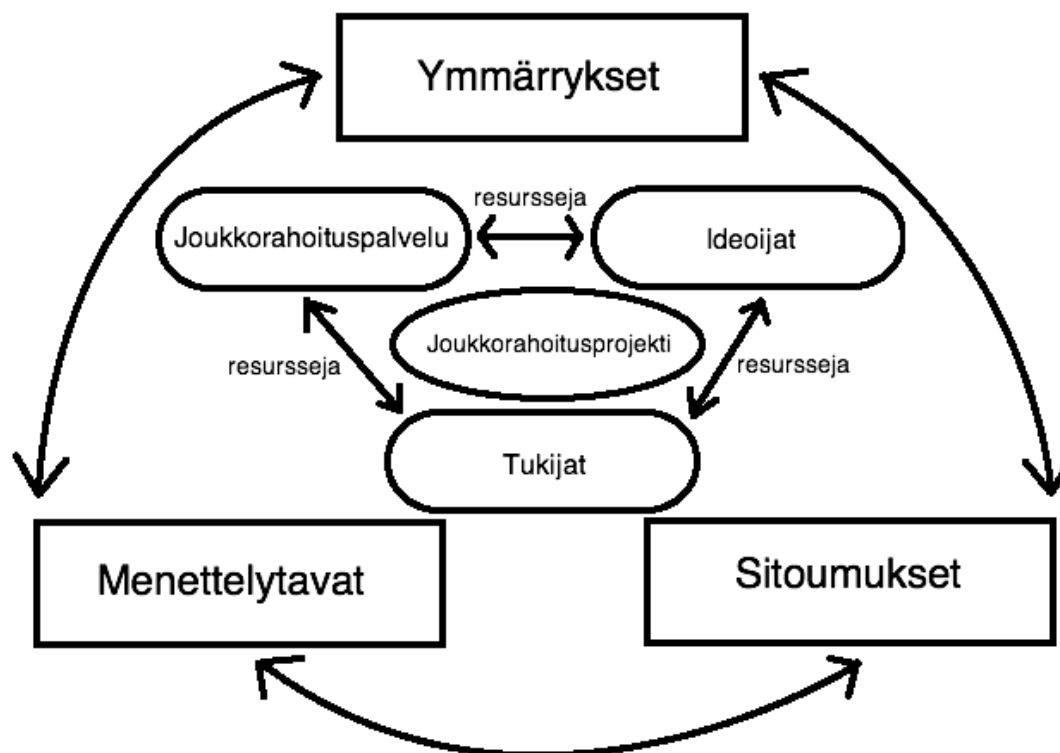 Ymmärrykset
resursseja
Joukkorahoituspalvelu
Ideoijat
Joukkorahoitusprojekti
resursseja
resursseja
Tukijat
Menettelytavat
Sitoumukset